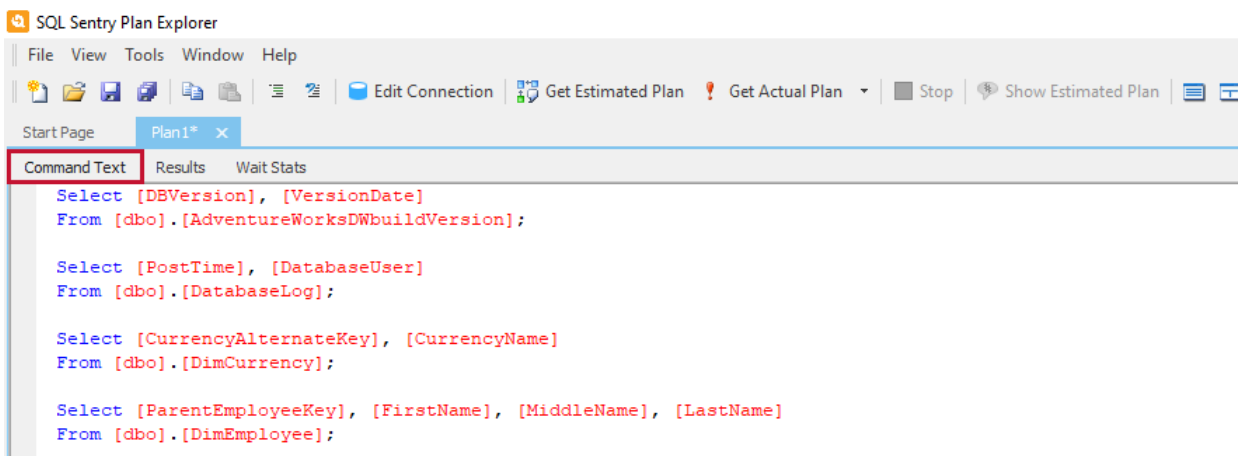 SQL Sentry Plan Explorer
File View Tools Window Help
Edit Connection Get Estimated Plan Get Actual Plan Stop Show Estimated Plan
Start Page Plan1*
Command Text Results Wait Stats
Select [DBVersion], [VersionDate]
From [dbo].[AdventureWorksDWbuildVersion];
Select [PostTime], [DatabaseUser]
From [dbo].[DatabaseLog];
Select [CurrencyAlternateKey], [CurrencyName]
From [dbo].[DimCurrency];
Select [ParentEmployeeKey], [FirstName], [MiddleName], [LastName]
From [dbo].[DimEmployee];